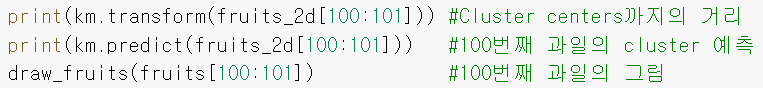 print(km.transform(fruits_2d[100:101])) #Cluster centers까지의 거리
print(km.predict(fruits_2d[100:101])) #100번째 과일의 cluster 예측
draw_fruits(fruits[100:101]) #100번째 과일의 그림